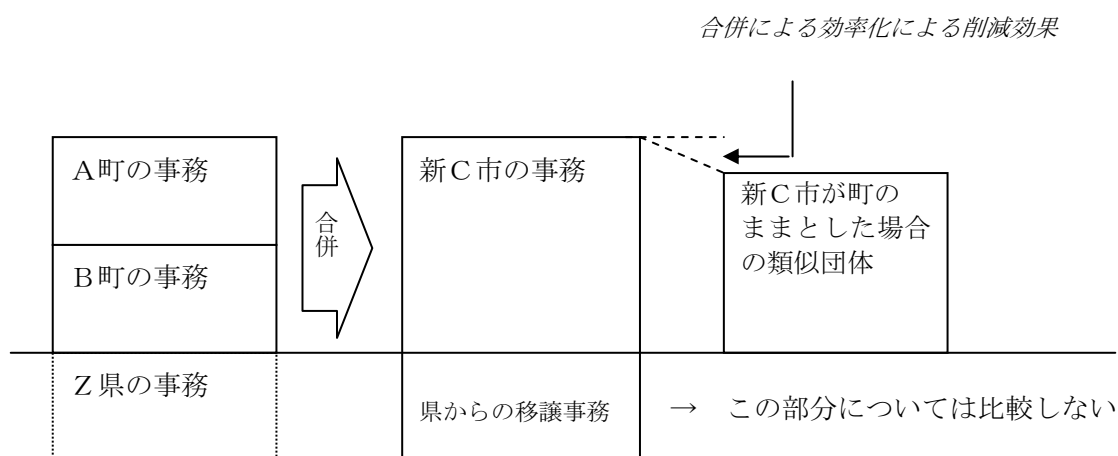 合併による効率化による削減効果
Ａ町の事務
Ｂ町の事務
Ｚ県の事務
合併
新Ｃ市の事務
県からの移譲事務
新Ｃ市が町の
ままとした場合
の類似団体
→　この部分については比較しない